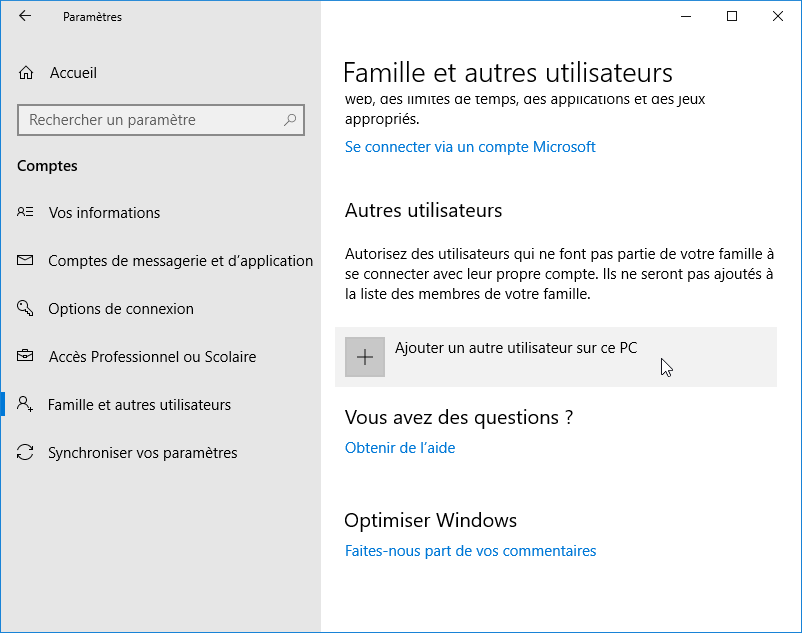 Paramètres
Accueil
Rechercher un paramètre
Comptes
Vos informations
Comptes de messagerie et d’application
Options de connexion
Accès Professionnel ou Scolaire
Famille et autres utilisateurs
Synchroniser vos paramètres
Famille et autres utilisateurs
web, des limites de temps, des applications et des jeux
appropriés.
Se connecter via un compte Microsoft
Autres utilisateurs
Autorisez des utilisateurs qui ne font pas partie de votre famille à
se connecter avec leur propre compte. Ils ne seront pas ajoutés à
la liste des membres de votre famille.
Ajouter un autre utilisateur sur ce PC
Vous avez des questions ?
Obtenir de l’aide
Optimiser Windows
Faites-nous part de vos commentaires